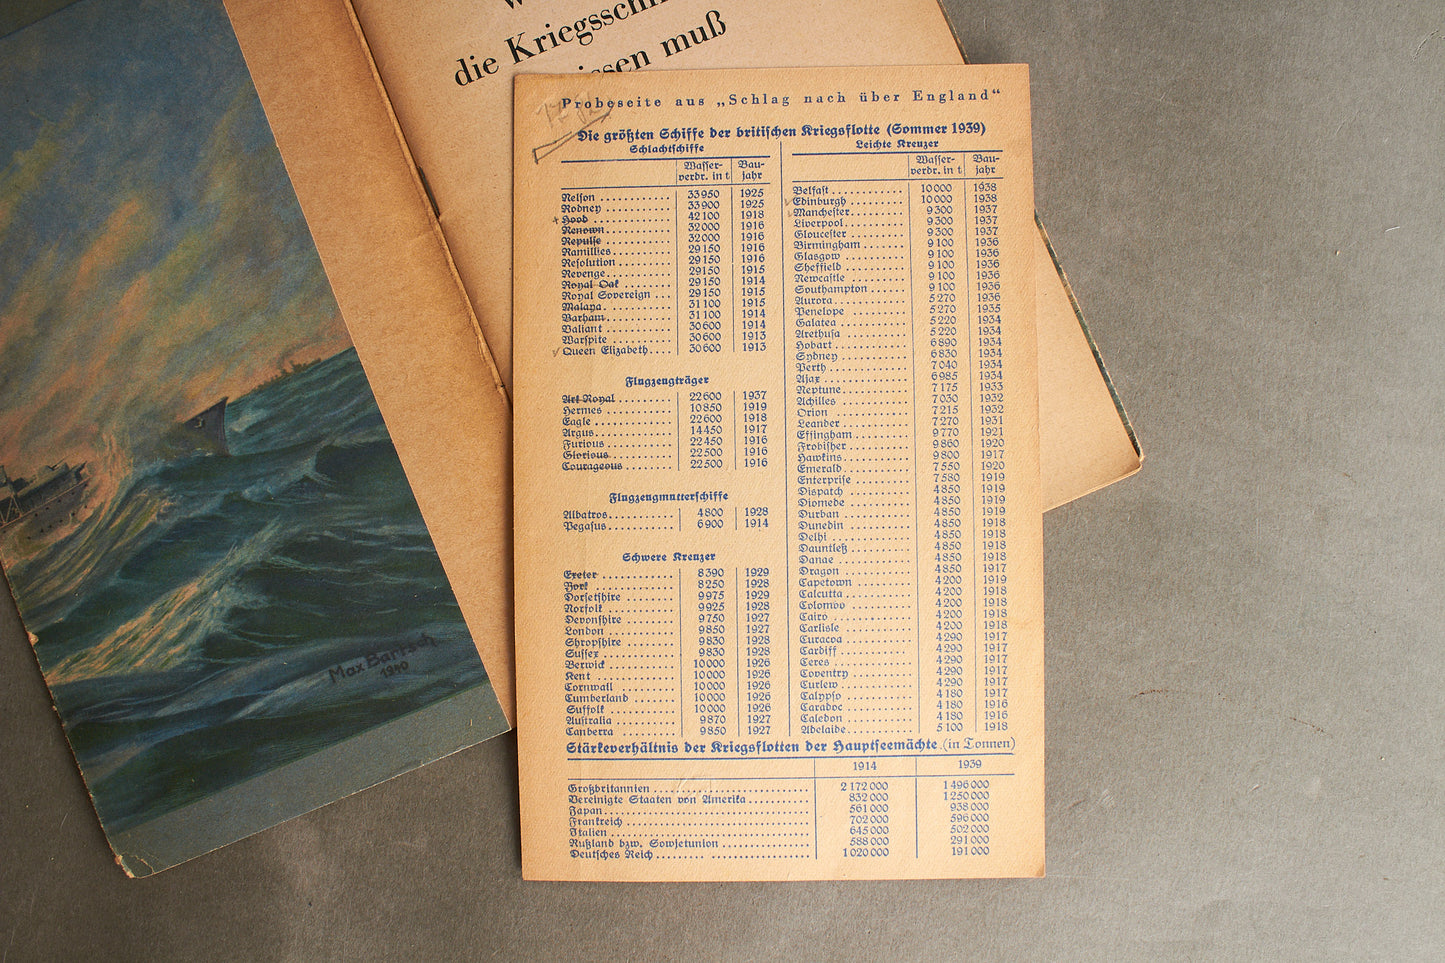 die Kriegsschi
issen muß
Max Bartsch
1940
Probeseite aus „Schlag nach über England“
Die größten Schiffe der britischen Kriegsflotte (Sommer 1939)
Schlachtschiffe
Wasser-verdr. in t Bau-jahr
Nelson 33950 1925
Rodney 33900 1925
Hood 42100 1918
Renown 32000 1916
Repulse 32000 1916
Ramillies 29150 1916
Resolution 29150 1916
Revenge 29150 1915
Royal Oak 29150 1914
Royal Sovereign 29150 1915
Malaya 31100 1915
Barham 31100 1914
Valiant 30600 1914
Warspite 30600 1913
Queen Elizabeth 30600 1913
Flugzeugträger
Ark Royal 22600 1937
Hermes 10850 1919
Eagle 22600 1918
Argus 14450 1917
Furious 22450 1916
Glorious 22500 1916
Courageous 22500 1916
Flugzeugmutterschiffe
Albatros 4800 1928
Pegasus 6900 1914
Schwere Kreuzer
Exeter 8390 1929
York 8250 1928
Dorsetshire 9975 1929
Norfolk 9925 1928
Devonshire 9750 1927
London 9850 1927
Shropshire 9830 1928
Sussex 9830 1928
Berwick 10000 1926
Kent 10000 1926
Cornwall 10000 1926
Cumberland 10000 1926
Suffolk 10000 1926
Australia 9870 1927
Canberra 9850 1927
Leichte Kreuzer
Wasser-verdr. in t Bau-jahr
Belfast 10000 1938
Edinburgh 10000 1938
Manchester 9300 1937
Liverpool 9300 1937
Gloucester 9300 1937
Birmingham 9100 1936
Glasgow 9100 1936
Sheffield 9100 1936
Newcastle 9100 1936
Southampton 9100 1936
Aurora 5270 1936
Penelope 5270 1935
Galatea 5220 1934
Arethusa 5220 1934
Hobart 6890 1934
Sydney 6830 1934
Perth 7040 1934
Ajax 6985 1934
Neptune 7175 1933
Achilles 7030 1932
Orion 7215 1932
Leander 7270 1931
Effingham 9770 1921
Frobisher 9860 1920
Hawkins 9800 1917
Emerald 7550 1920
Enterprise 7580 1919
Dispatch 4850 1919
Diomede 4850 1919
Durban 4850 1919
Dunedin 4850 1918
Delhi 4850 1918
Dauntleß 4850 1918
Danae 4850 1918
Dragon 4850 1917
Capetown 4200 1919
Calcutta 4200 1918
Colomoo 4200 1918
Cairo 4200 1918
Carlisle 4200 1918
Curacoa 4290 1917
Cardiff 4290 1917
Ceres 4290 1917
Coventry 4290 1917
Curlew 4290 1917
Calypso 4180 1917
Caradoc 4180 1916
Caledon 4180 1916
Adelaide 5100 1918
Stärkeverhältnis der Kriegsflotten der Hauptseemächte (in Tonnen)
1914 1939
Großbritannien 2172000 1496000
Vereinigte Staaten von Amerika 832000 1250000
Japan 561000 938000
Frankreich 702000 596000
Italien 645000 502000
Rußland bzw. Sowjetunion 588000 291000
Deutsches Reich 1020000 191000